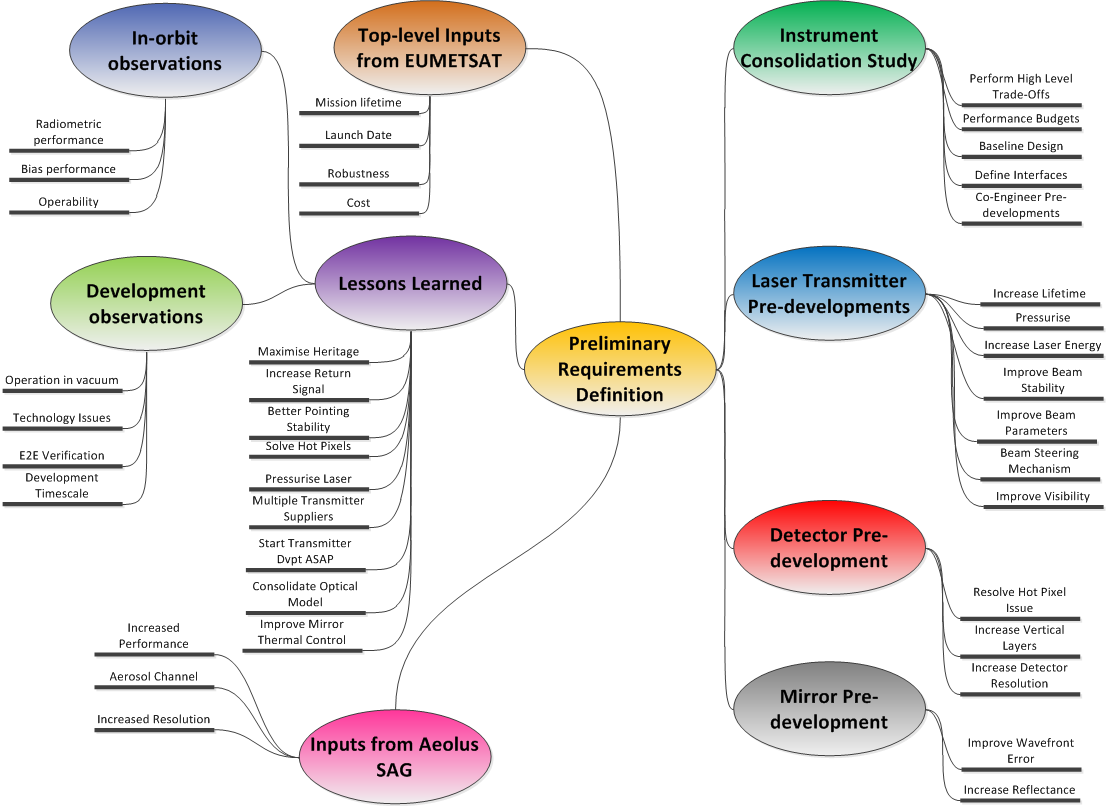 In-orbit
observations
Radiometric
performance
Bias performance
Operability
Top-level Inputs
from EUMETSAT
Mission lifetime
Launch Date
Robustness
Cost
Development
observations
Operation in vacuum
Technology Issues
E2E Verification
Development
Timescale
Lessons Learned
Maximise Heritage
Increase Return
Signal
Better Pointing
Stability
Solve Hot Pixels
Pressurise Laser
Multiple Transmitter
Suppliers
Start Transmitter
Dvpt ASAP
Consolidate Optical
Model
Improve Mirror
Thermal Control
Increased
Performance
Aerosol Channel
Increased Resolution
Inputs from Aeolus
SAG
Preliminary
Requirements
Definition
Instrument
Consolidation Study
Perform High Level
Trade-Offs
Performance Budgets
Baseline Design
Define Interfaces
Co-Engineer Pre-
developments
Laser Transmitter
Pre-developments
Increase Lifetime
Pressurise
Increase Laser Energy
Improve Beam
Stability
Improve Beam
Parameters
Beam Steering
Mechanism
Improve Visibility
Detector Pre-
development
Resolve Hot Pixel
Issue
Increase Vertical
Layers
Increase Detector
Resolution
Mirror Pre-
development
Improve Wavefront
Error
Increase Reflectance